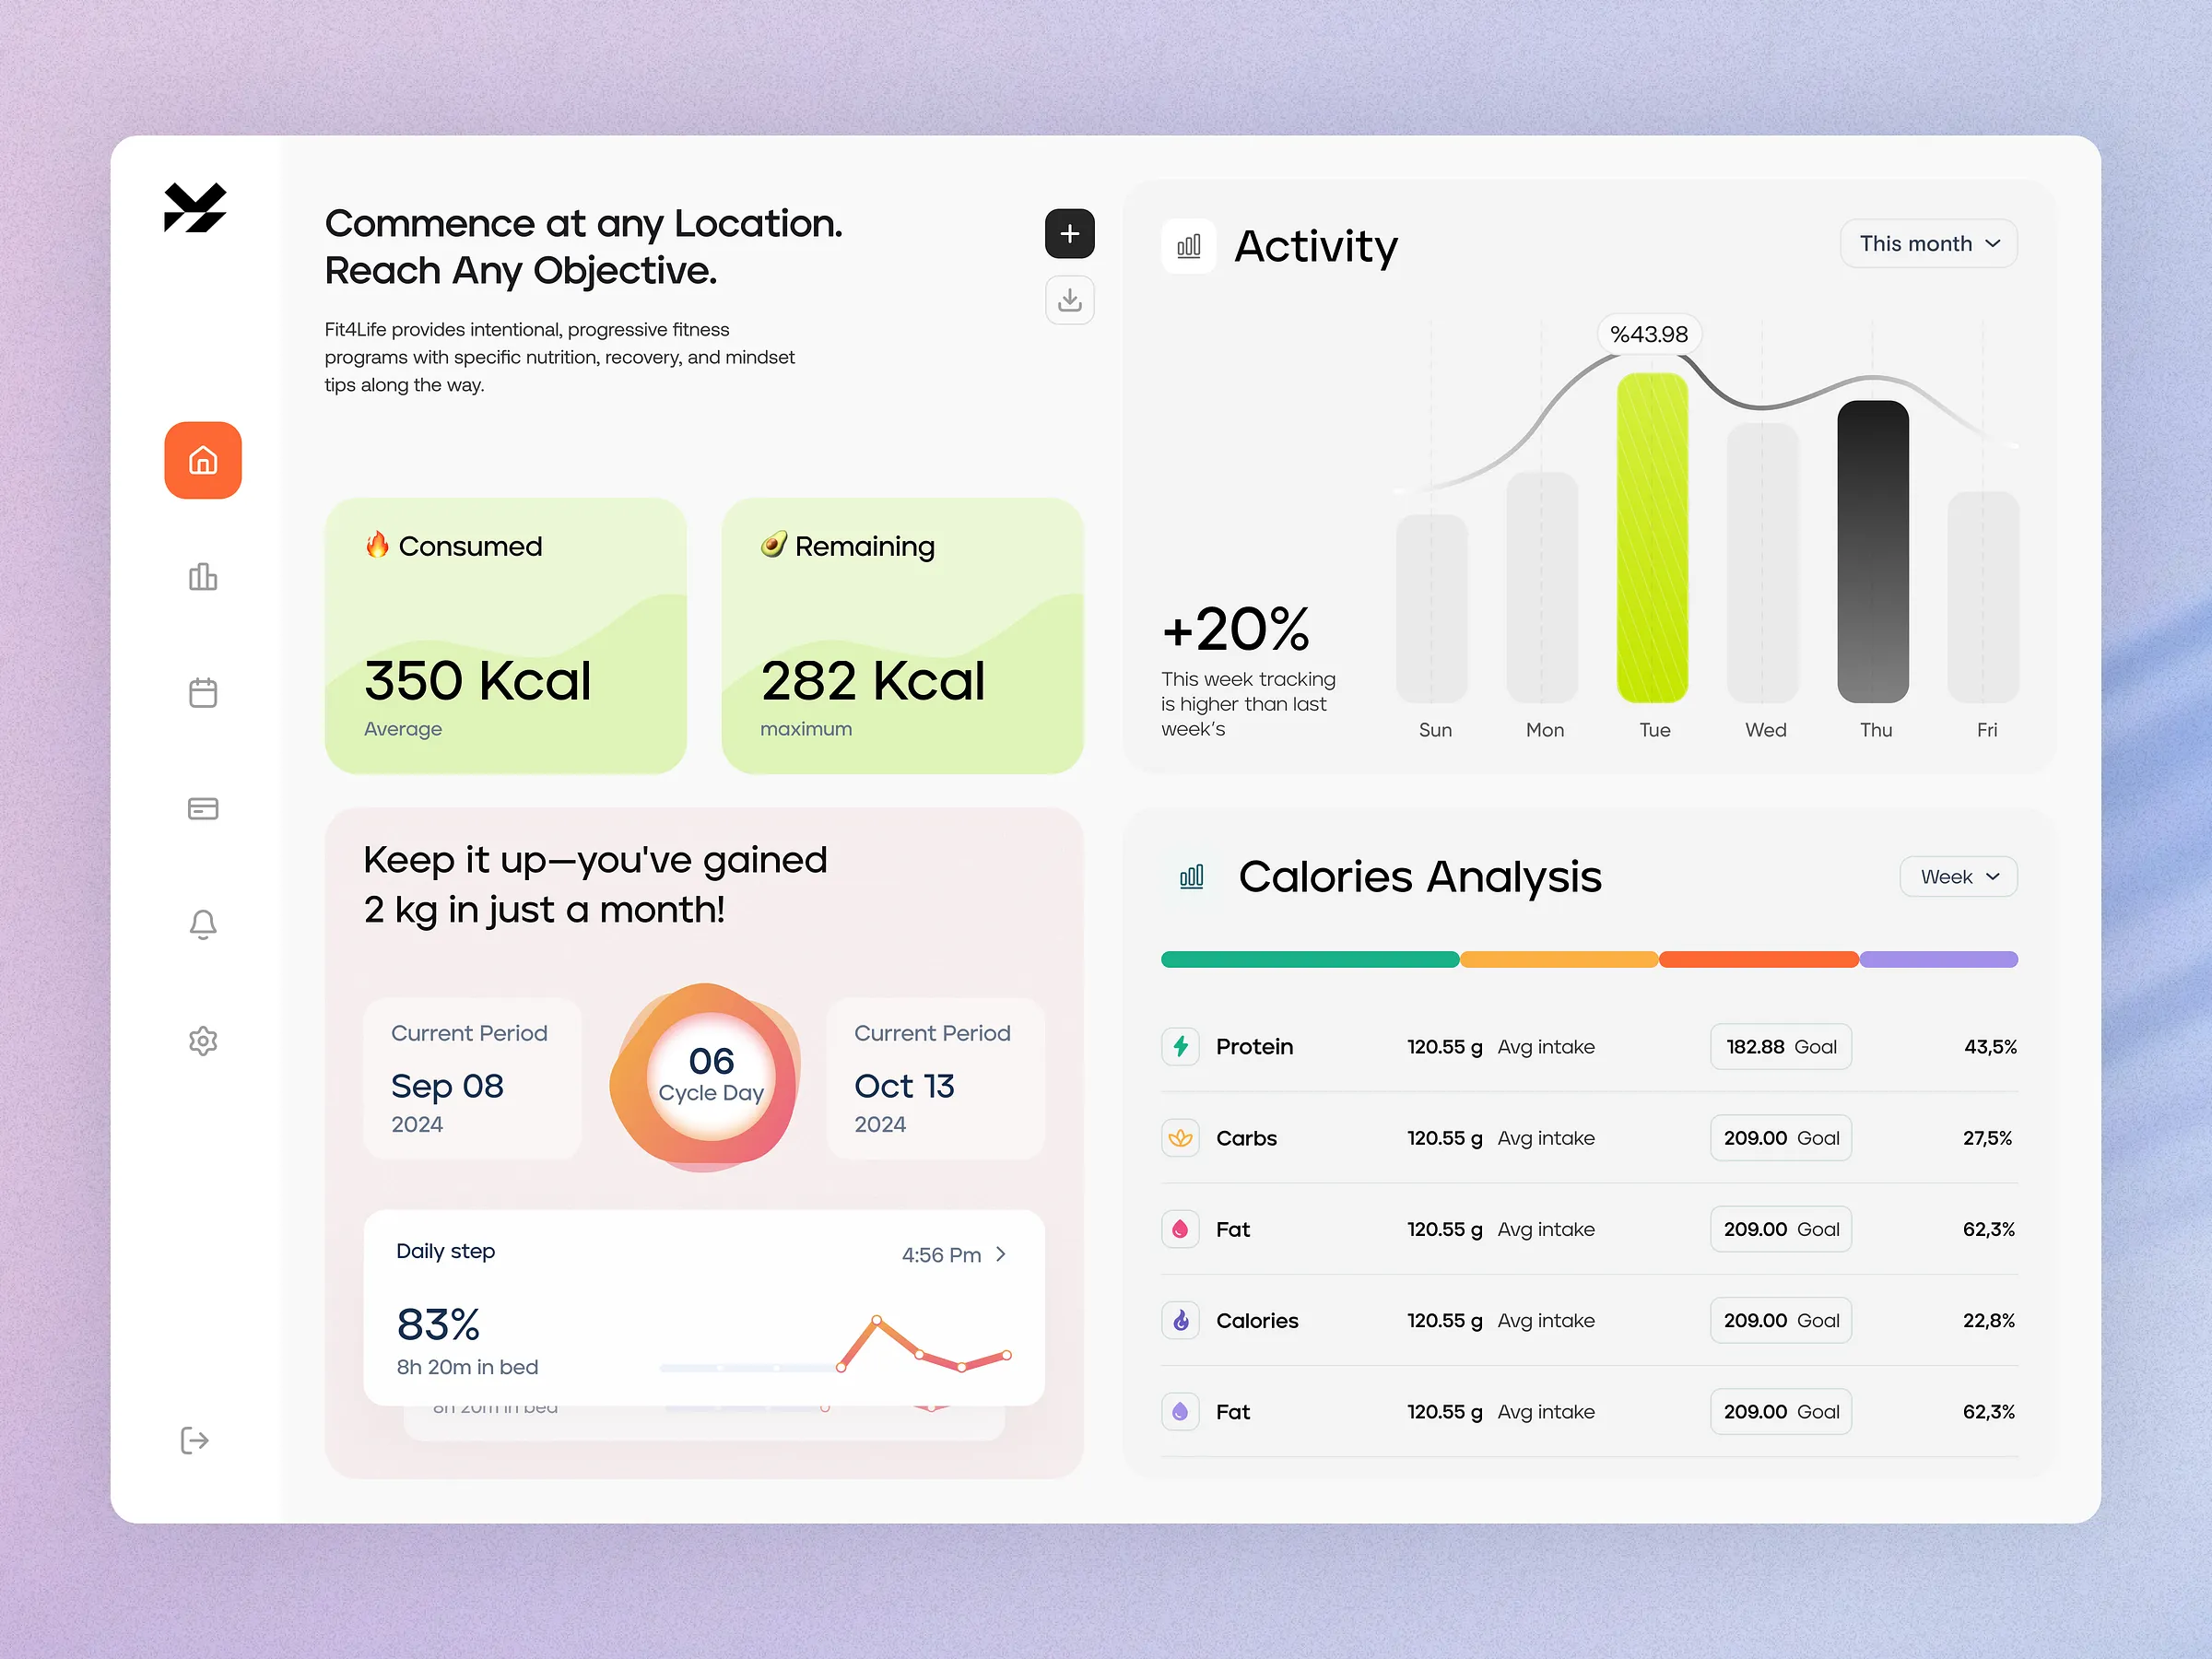 Commence at any Location.
Reach Any Objective.
Fit4Life provides intentional, progressive fitness
programs with specific nutrition, recovery, and mindset
tips along the way.
Consumed
350 Kcal
Average
Remaining
282 Kcal
maximum
Activity
This month
%43.98
+20%
This week tracking
is higher than last
week's
Sun Mon Tue Wed Thu Fri
Keep it up—you've gained
2 kg in just a month!
Current Period
Sep 08
2024
06
Cycle Day
Current Period
Oct 13
2024
Daily step
4:56 Pm
83%
8h 20m in bed
8h 20m in bed
Calories Analysis
Week
Protein 120.55 g Avg intake 182.88 Goal 43,5%
Carbs 120.55 g Avg intake 209.00 Goal 27,5%
Fat 120.55 g Avg intake 209.00 Goal 62,3%
Calories 120.55 g Avg intake 209.00 Goal 22,8%
Fat 120.55 g Avg intake 209.00 Goal 62,3%